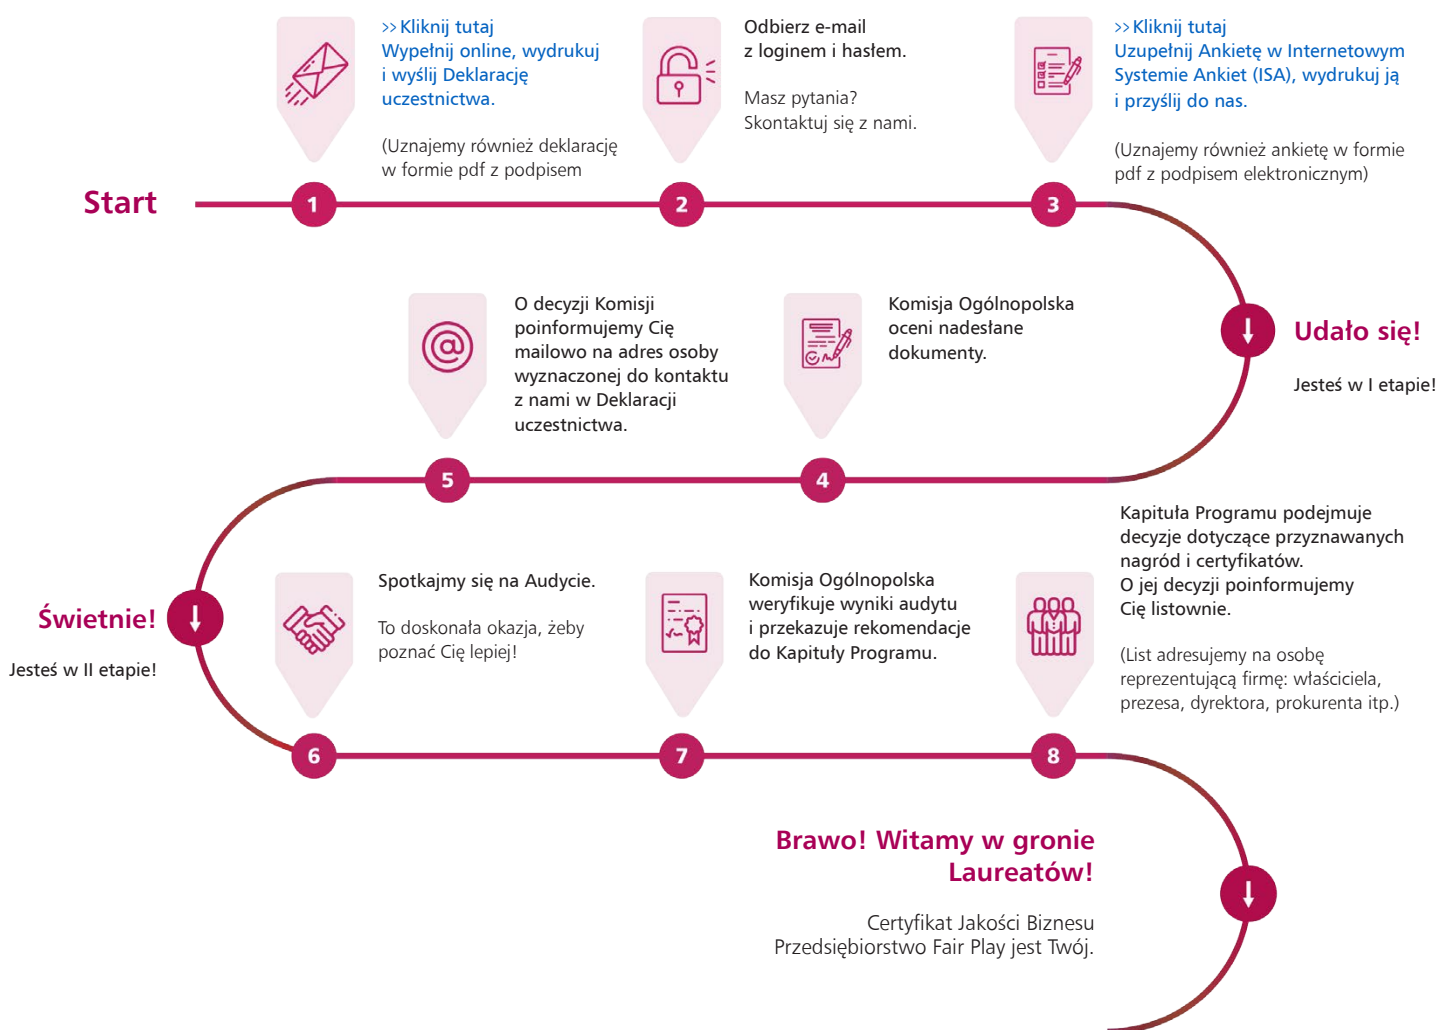 >> Kliknij tutaj
Wypełnij online, wydrukuj
i wyślij Deklarację
uczestnictwa.
(Uznajemy również deklarację
w formie pdf z podpisem
Odbierz e-mail
z loginem i hasłem.
Masz pytania?
Skontaktuj się z nami.
>> Kliknij tutaj
Uzupełnij Ankietę w Internetowym
Systemie Ankiet (ISA), wydrukuj ją
i przyślij do nas.
(Uznajemy również ankietę w formie
pdf z podpisem elektronicznym)
Start
1
2
3
Udało się!
Jesteś w I etapie!
Komisja Ogólnopolska
oceni nadesłane
dokumenty.
4
O decyzji Komisji
poinformujemy Cię
mailowo na adres osoby
wyznaczonej do kontaktu
z nami w Deklaracji
uczestnictwa.
@
5
Świetnie!
Jesteś w II etapie!
Spotkajmy się na Audycie.
To doskonała okazja, żeby
poznać Cię lepiej!
6
Komisja Ogólnopolska
weryfikuje wyniki audytu
i przekazuje rekomendacje
do Kapituły Programu.
7
Kapituła Programu podejmuje
decyzje dotyczące przyznawanych
nagród i certyfikatów.
O jej decyzji poinformujemy
Cię listownie.
(List adresujemy na osobę
reprezentującą firmę: właściciela,
prezesa, dyrektora, prokurenta itp.)
8
Brawo! Witamy w gronie
Laureatów!
Certyfikat Jakości Biznesu
Przedsiębiorstwo Fair Play jest Twój.